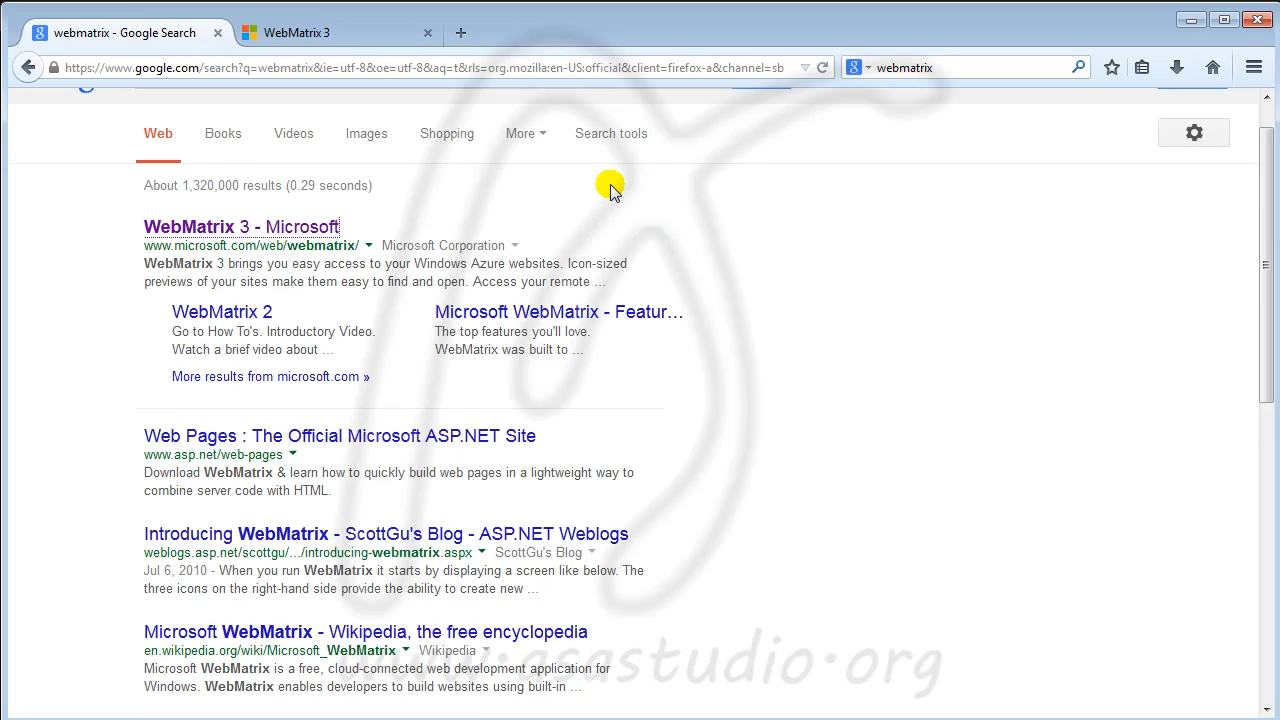 webmatrix - Google Search
WebMatrix 3
https://www.google.com/search?q=webmatrix&ie=utf-8&oe=utf-8&aq=t&rls=org.mozilla:en-US:official&client=firefox-a&channel=sb
webmatrix
Web
Books
Videos
Images
Shopping
More
Search tools
About 1,320,000 results (0.29 seconds)
WebMatrix 3 - Microsoft
www.microsoft.com/web/webmatrix/ Microsoft Corporation
WebMatrix 3 brings you easy access to your Windows Azure websites. Icon-sized
previews of your sites make them easy to find and open. Access your remote ...
WebMatrix 2
Go to How To's. Introductory Video.
Watch a brief video about ...
Microsoft WebMatrix - Featur...
The top features you'll love.
WebMatrix was built to ...
More results from microsoft.com »
Web Pages : The Official Microsoft ASP.NET Site
www.asp.net/web-pages
Download WebMatrix & learn how to quickly build web pages in a lightweight way to
combine server code with HTML.
Introducing WebMatrix - ScottGu's Blog - ASP.NET Weblogs
weblogs.asp.net/scottgu/.../introducing-webmatrix.aspx ScottGu's Blog
Jul 6, 2010 - When you run WebMatrix it starts by displaying a screen like below. The
three icons on the right-hand side provide the ability to create new ...
Microsoft WebMatrix - Wikipedia, the free encyclopedia
en.wikipedia.org/wiki/Microsoft_WebMatrix Wikipedia
Microsoft WebMatrix is a free, cloud-connected web development application for
Windows. WebMatrix enables developers to build websites using built-in ...
www.asastudio.org